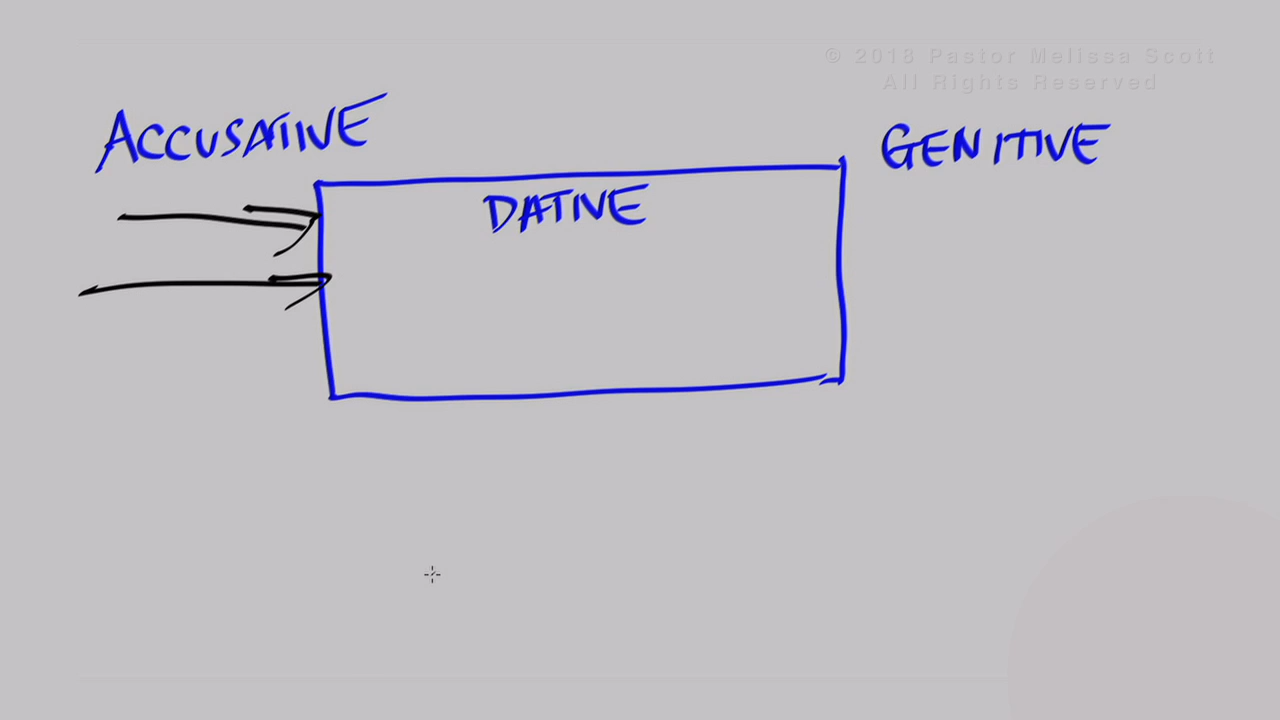 © 2018 Pastor Melissa Scott
All Rights Reserved
ACCUSATIVE
GENITIVE
DATIVE